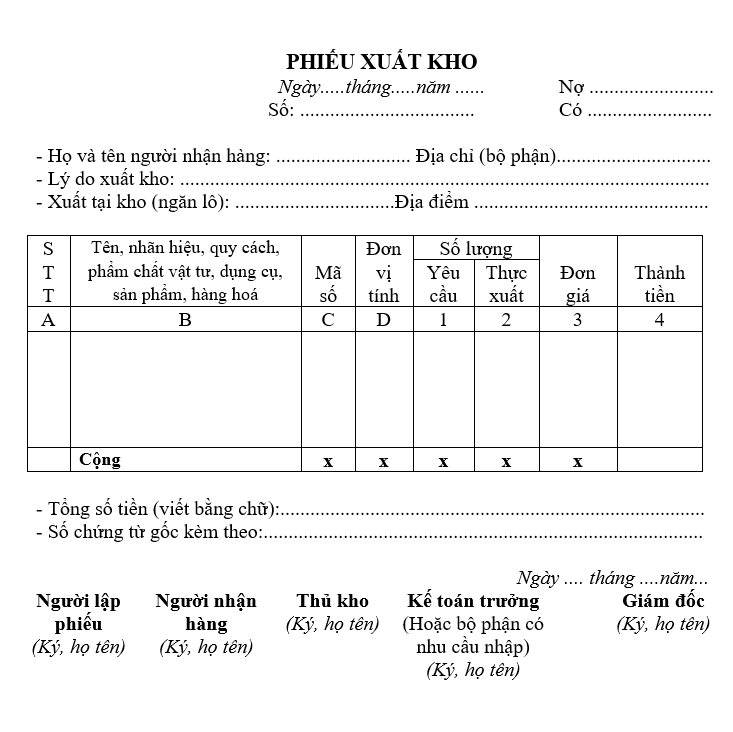 PHIẾU XUẤT KHO
Ngày.....tháng.....năm ...... Nợ .........................
Số: ................................... Có .........................
- Họ và tên người nhận hàng: ........................... Địa chỉ (bộ phận)...............................
- Lý do xuất kho: ..........................................................................................................
- Xuất tại kho (ngăn lô): ................................Địa điểm ...............................................
STT Tên, nhãn hiệu, quy cách, phẩm chất vật tư, dụng cụ, sản phẩm, hàng hoá Mã số Đơn vị tính Số lượng Yêu cầu Thực xuất Đơn giá Thành tiền
A B C D 1 2 3 4
Cộng x x x x x
- Tổng số tiền (viết bằng chữ):.....................................................................................
- Số chứng từ gốc kèm theo:........................................................................................
Ngày .... tháng ....năm...
Người lập phiếu Người nhận hàng Thủ kho Kế toán trưởng Giám đốc
(Ký, họ tên) (Ký, họ tên) (Ký, họ tên) (Hoặc bộ phận có nhu cầu nhập) (Ký, họ tên)
(Ký, họ tên)